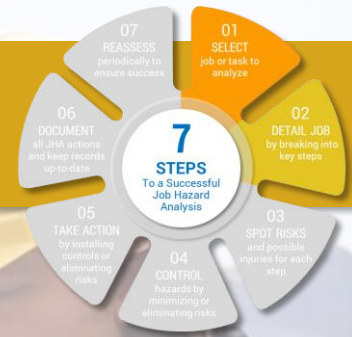 7
STEPS
To a Successful
Job Hazard
Analysis
01
SELECT
job or task to
analyze
02
DETAIL JOB
by breaking into
key steps
03
SPOT RISKS
and possible
injuries for each
step
04
CONTROL
hazards by
minimizing or
eliminating risks
05
TAKE ACTION
by installing
controls or
eliminating
risks
06
DOCUMENT
all JHA actions
and keep records
up-to-date
07
REASSESS
periodically to
ensure success